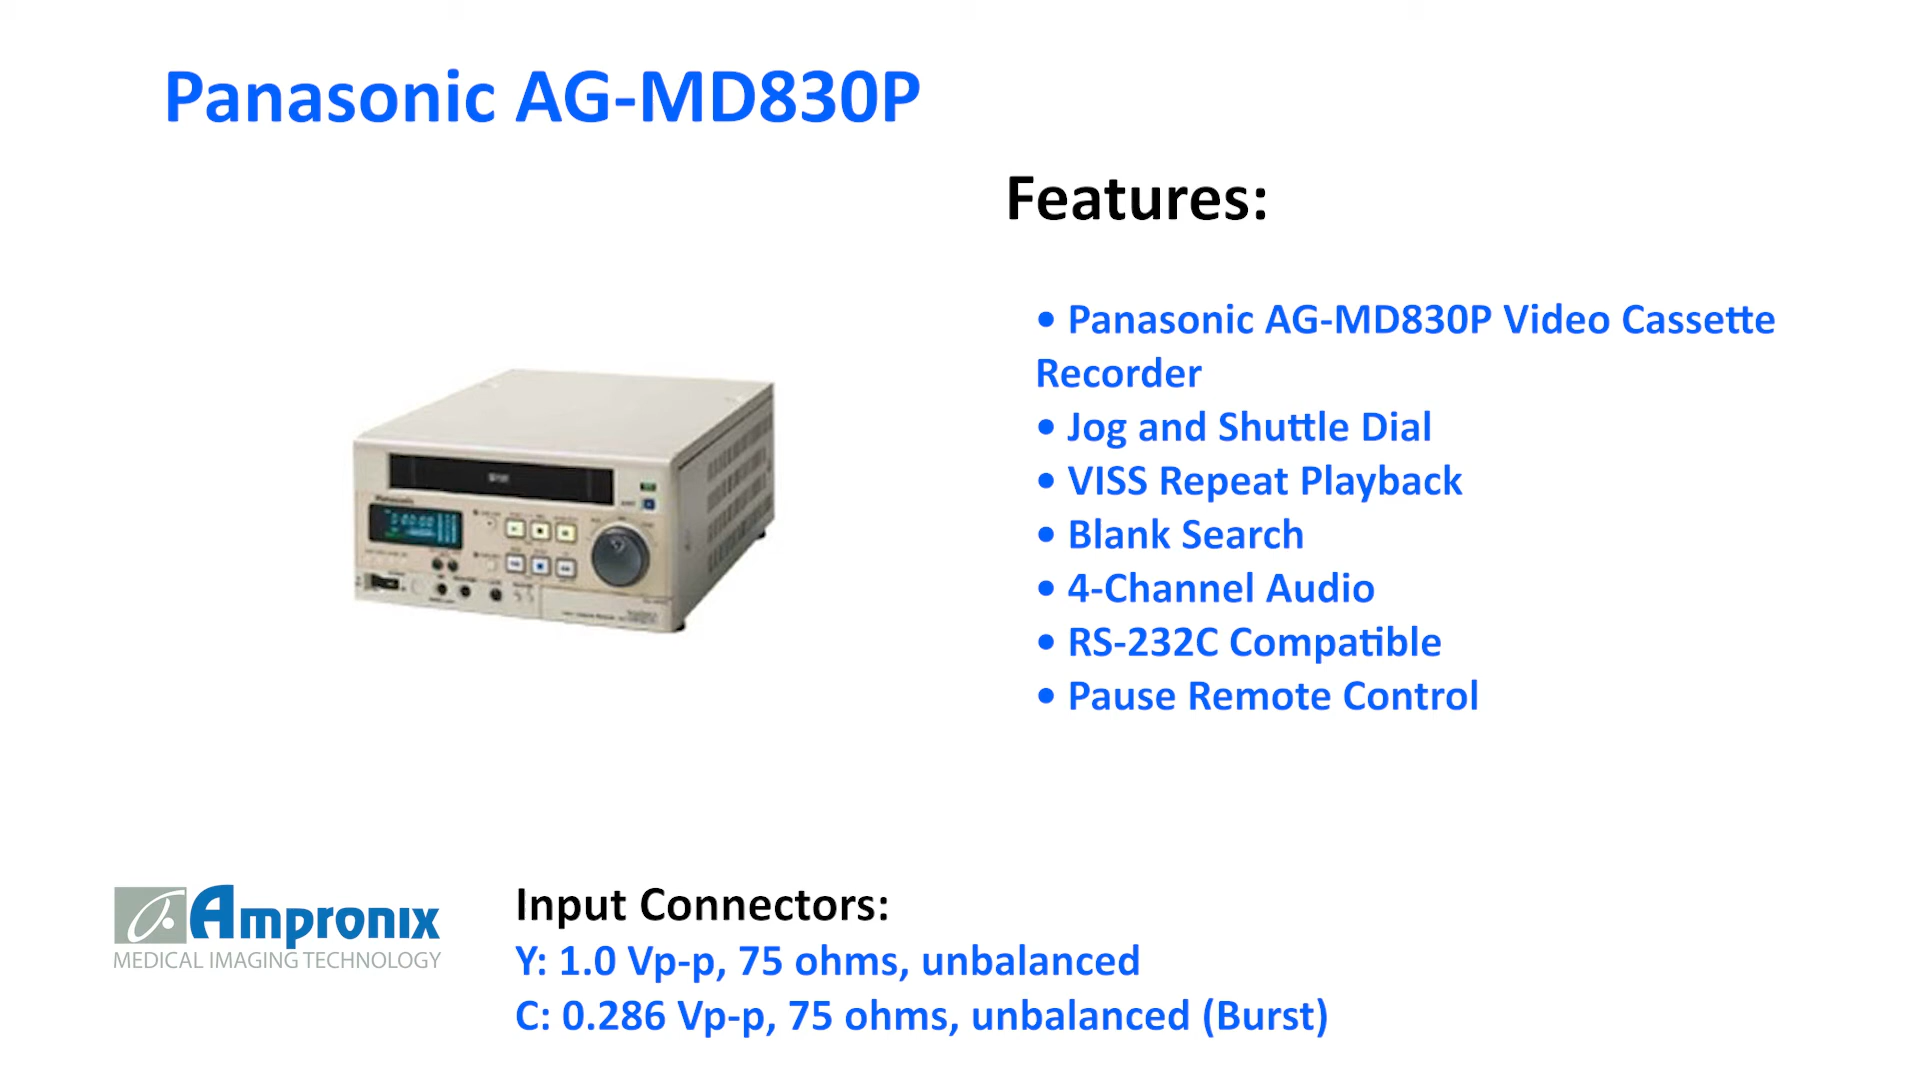 Panasonic AG-MD830P
Features:
• Panasonic AG-MD830P Video Cassette
Recorder
• Jog and Shuttle Dial
• VISS Repeat Playback
• Blank Search
• 4-Channel Audio
• RS-232C Compatible
• Pause Remote Control
Panasonic
Ampronix
MEDICAL IMAGING TECHNOLOGY
Input Connectors:
Y: 1.0 Vp-p, 75 ohms, unbalanced
C: 0.286 Vp-p, 75 ohms, unbalanced (Burst)